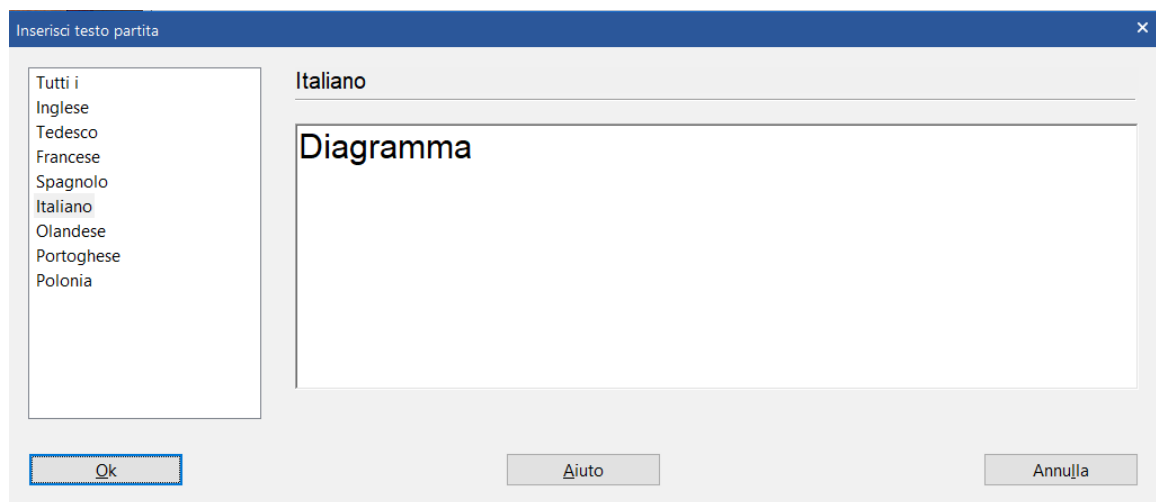 Inserisci testo partita
Tutti i
Inglese
Tedesco
Francese
Spagnolo
Italiano
Olandese
Portoghese
Polonia
Italiano
Diagramma
Ok
Aiuto
Annulla